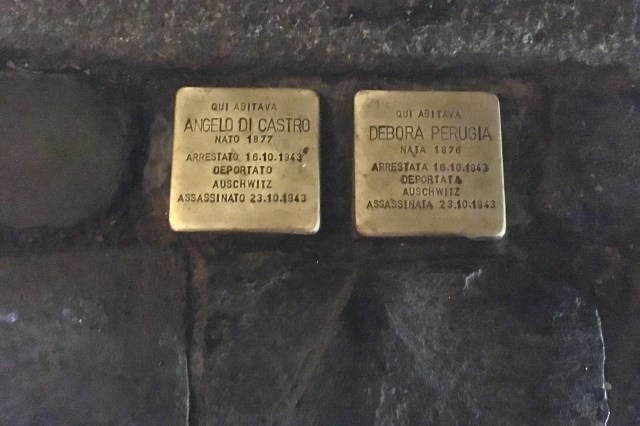 QUI ABITAVA
ANGELO DI CASTRO
NATO 1877
ARRESTATO 16.10.1943
DEPORTATO
AUSCHWITZ
ASSASSINATO 23.10.1943
QUI ABITAVA
DEBORA PERUGIA
NATA 1876
ARRESTATA 16.10.1943
DEPORTATA
AUSCHWITZ
ASSASSINATA 23.10.1943